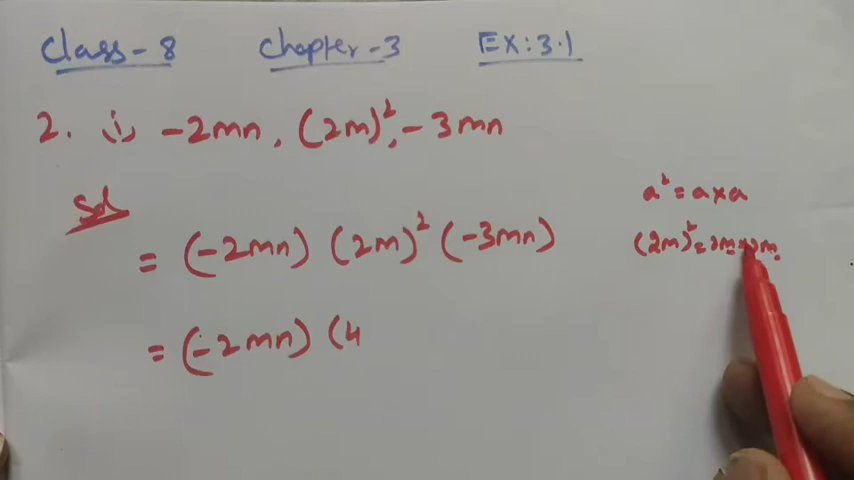 Class-8 Chapter-3 EX:3.1
2. i) -2mn, (2m)², -3mn
Sol
= (-2mn) (2m)² (-3mn)
= (-2mn) (4
a² = a×a
(2m)² = 2m×2m